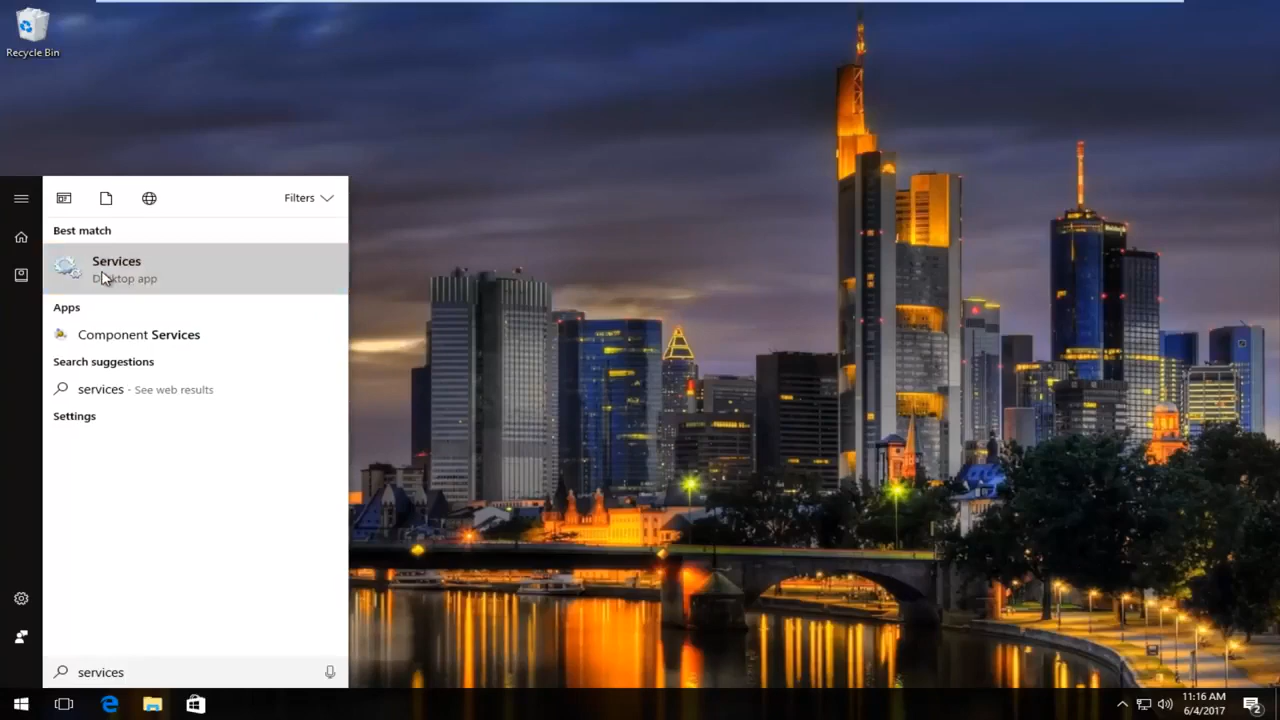 Recycle Bin
Filters
Best match
Services
Desktop app
Apps
Component Services
Search suggestions
services - See web results
Settings
services
11:16 AM
6/4/2017
2